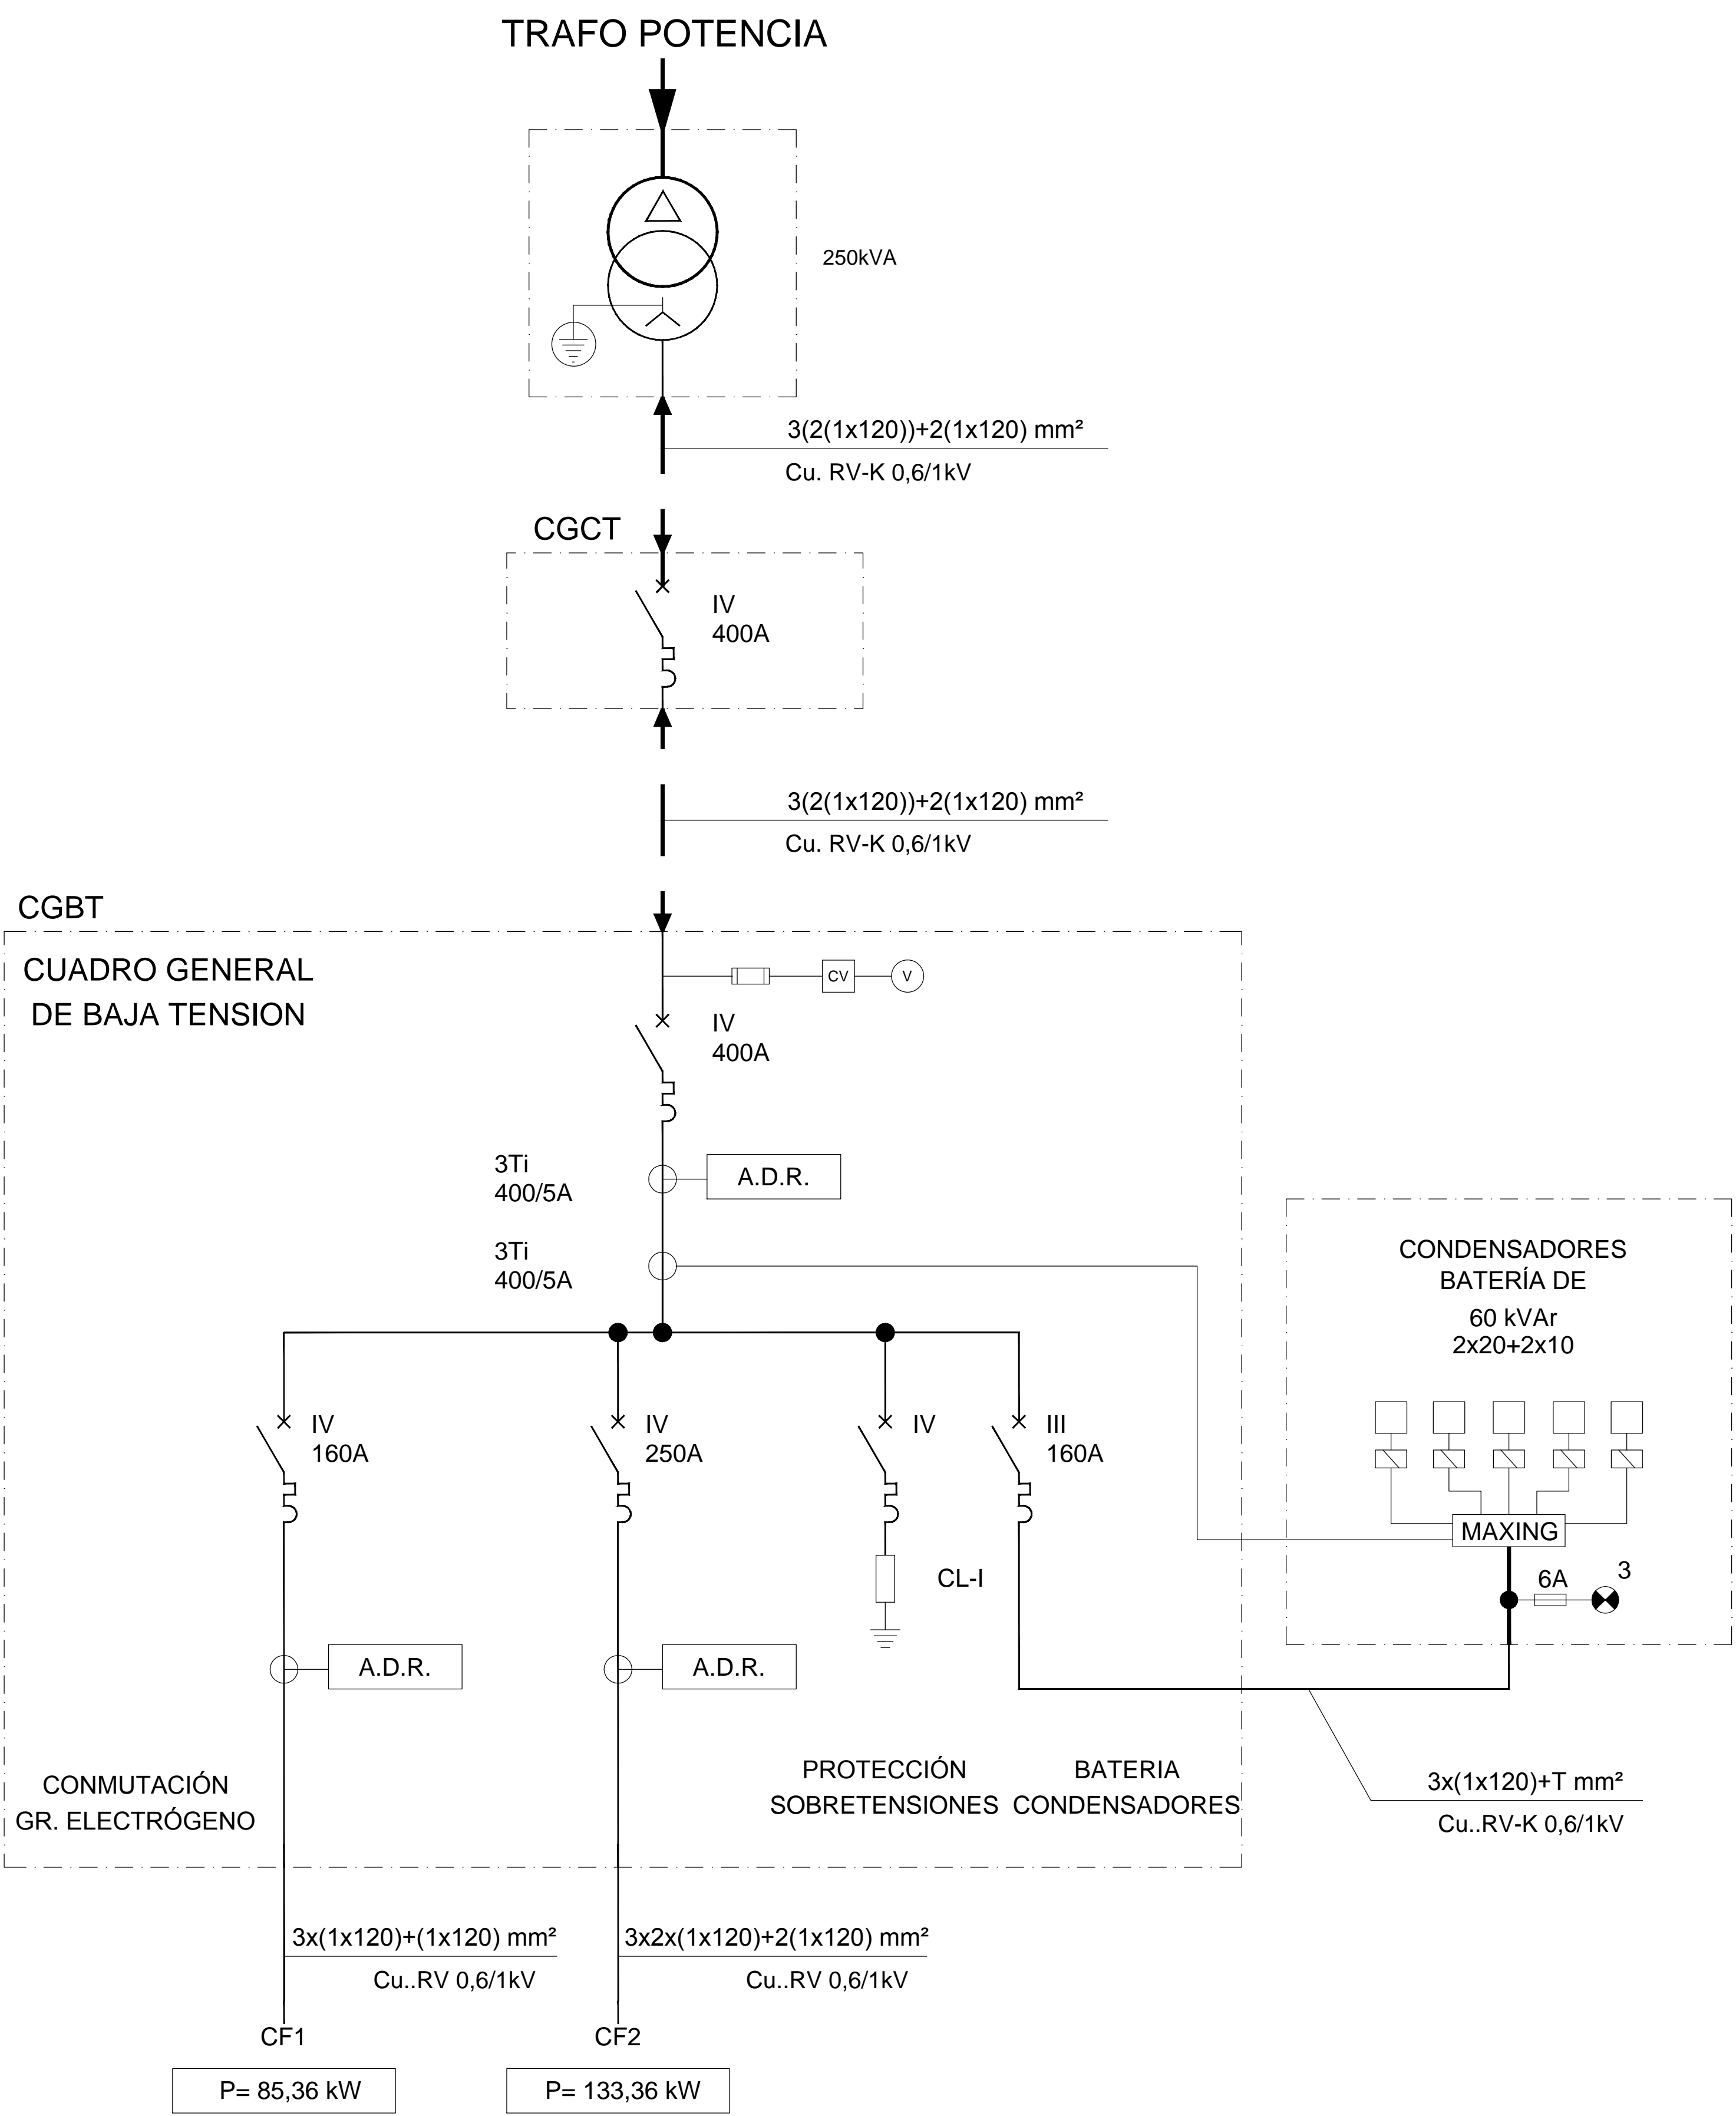 TRAFO POTENCIA
250kVA
3(2(1x120))+2(1x120) mm²
Cu. RV-K 0,6/1kV
CGCT
IV
400A
3(2(1x120))+2(1x120) mm²
Cu. RV-K 0,6/1kV
CGBT
CUADRO GENERAL
DE BAJA TENSION
CV
V
IV
400A
3Ti
400/5A
A.D.R.
3Ti
400/5A
CONDENSADORES
BATERÍA DE
60 kVAr
2x20+2x10
IV
160A
IV
250A
IV
III
160A
MAXING
6A
3
CL-I
A.D.R.
A.D.R.
CONMUTACIÓN
GR. ELECTRÓGENO
PROTECCIÓN
SOBRETENSIONES
BATERIA
CONDENSADORES
3x(1x120)+T mm²
Cu..RV-K 0,6/1kV
3x(1x120)+(1x120) mm²
Cu..RV 0,6/1kV
3x2x(1x120)+2(1x120) mm²
Cu..RV 0,6/1kV
CF1
CF2
P= 85,36 kW
P= 133,36 kW